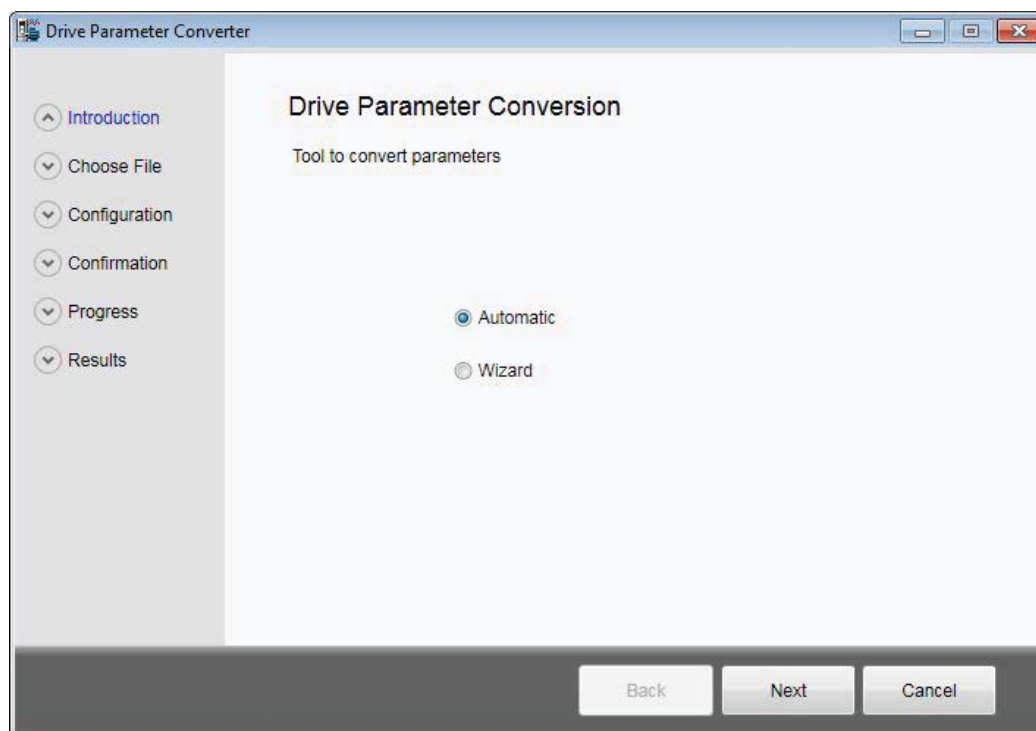 Drive Parameter Converter
Introduction
Choose File
Configuration
Confirmation
Progress
Results
Drive Parameter Conversion
Tool to convert parameters
Automatic
Wizard
Back
Next
Cancel